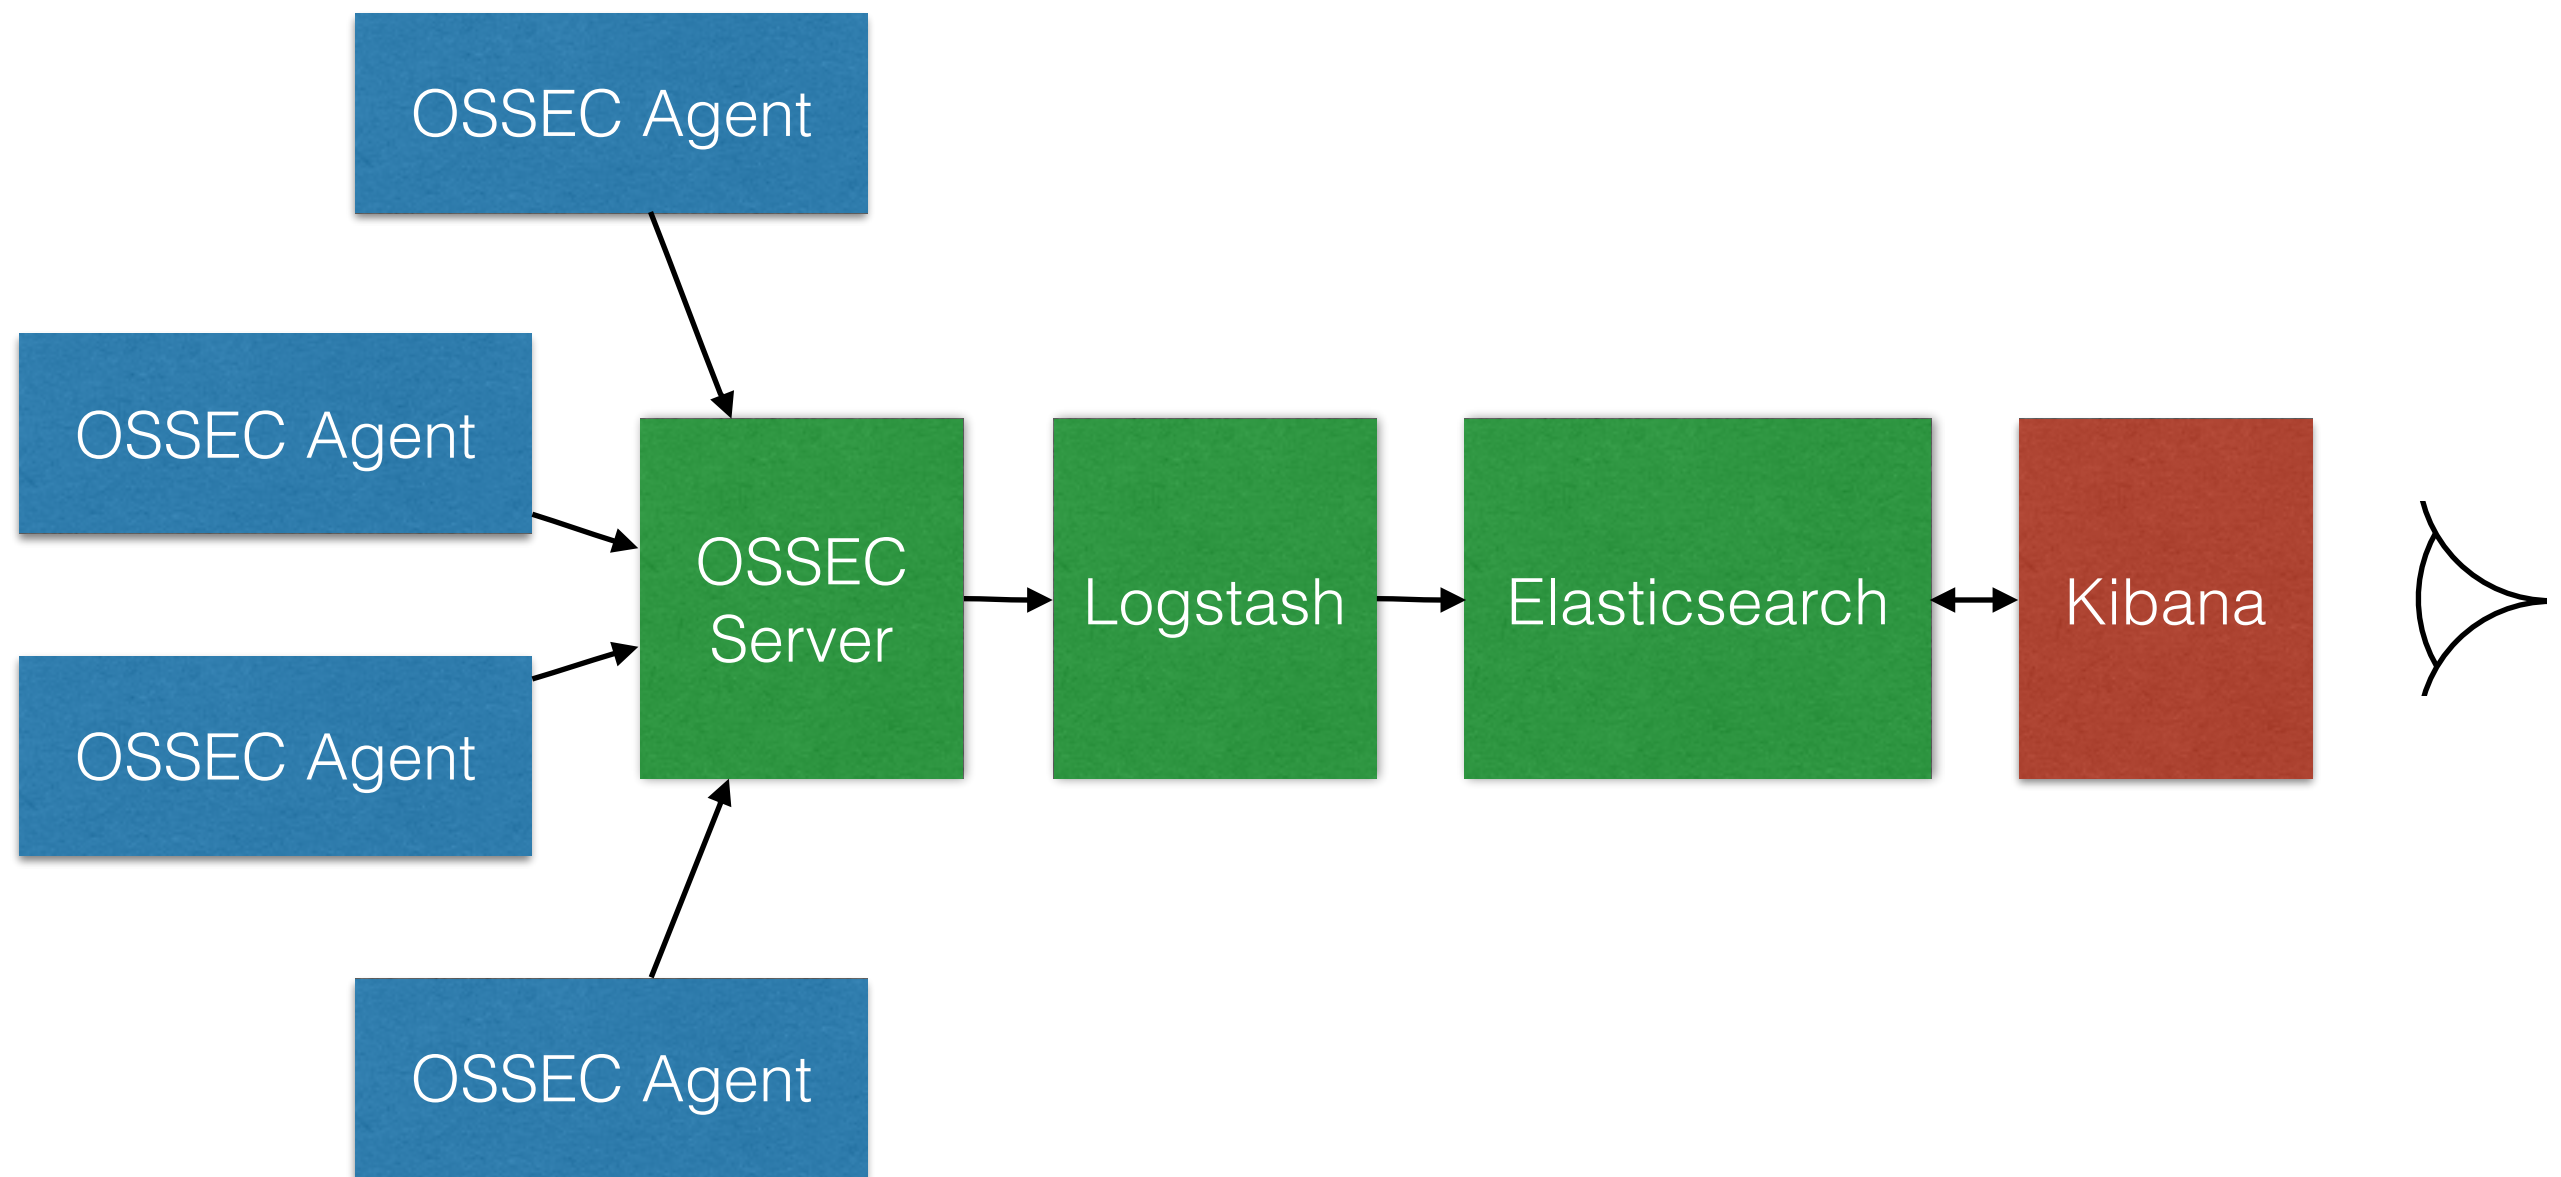 OSSEC Agent
OSSEC Agent
OSSEC
Server
Logstash
Elasticsearch
Kibana
OSSEC Agent
OSSEC Agent